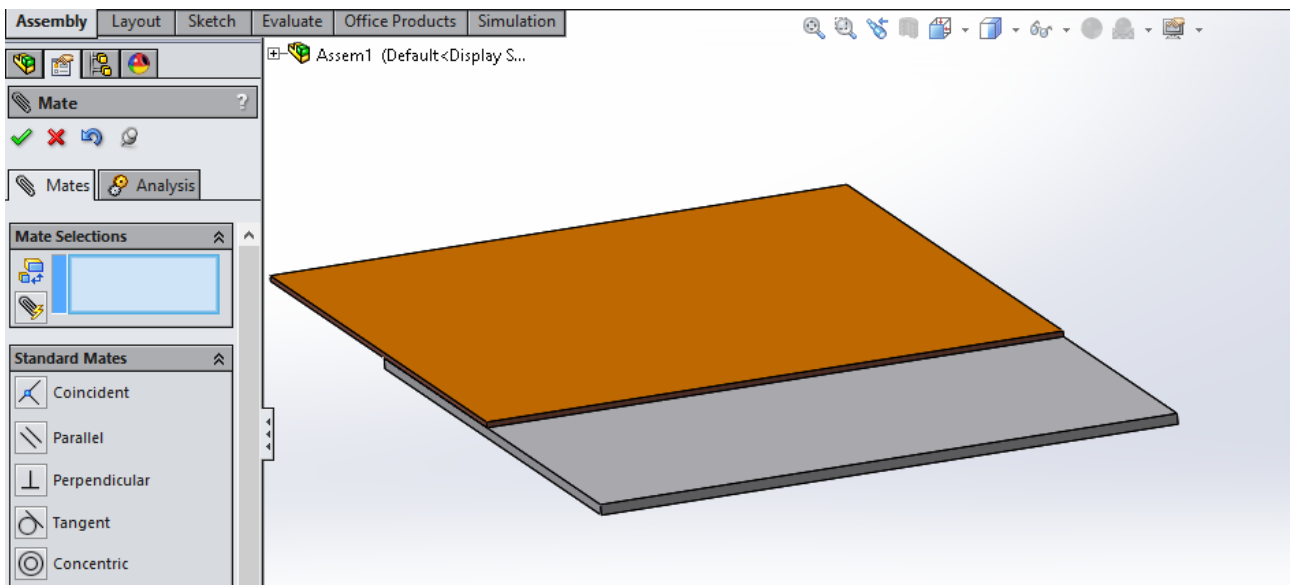 Assembly Layout Sketch Evaluate Office Products Simulation
Assem1 (Default<Display S...
Mate ?
Mates Analysis
Mate Selections
Standard Mates
Coincident
Parallel
Perpendicular
Tangent
Concentric